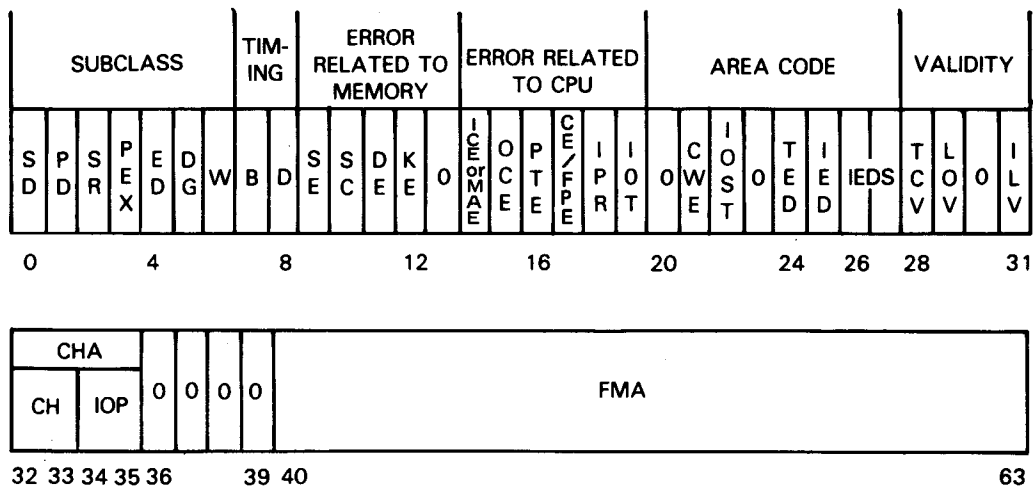 SUBCLASS
TIM-
ING
ERROR
RELATED TO
MEMORY
ERROR RELATED
TO CPU
AREA CODE
VALIDITY
SD PD SR PEX ED DG W B D SE SC DE KE 0 ICE or MAE OCE PTE CE/FPE IPR IOT 0 CWE IOST 0 TED IED IEDS TCV LOV 0 ILV
0 4 8 12 16 20 24 26 28 31
CHA
CH IOP 0 0 0 0 FMA
32 33 34 35 36 39 40 63